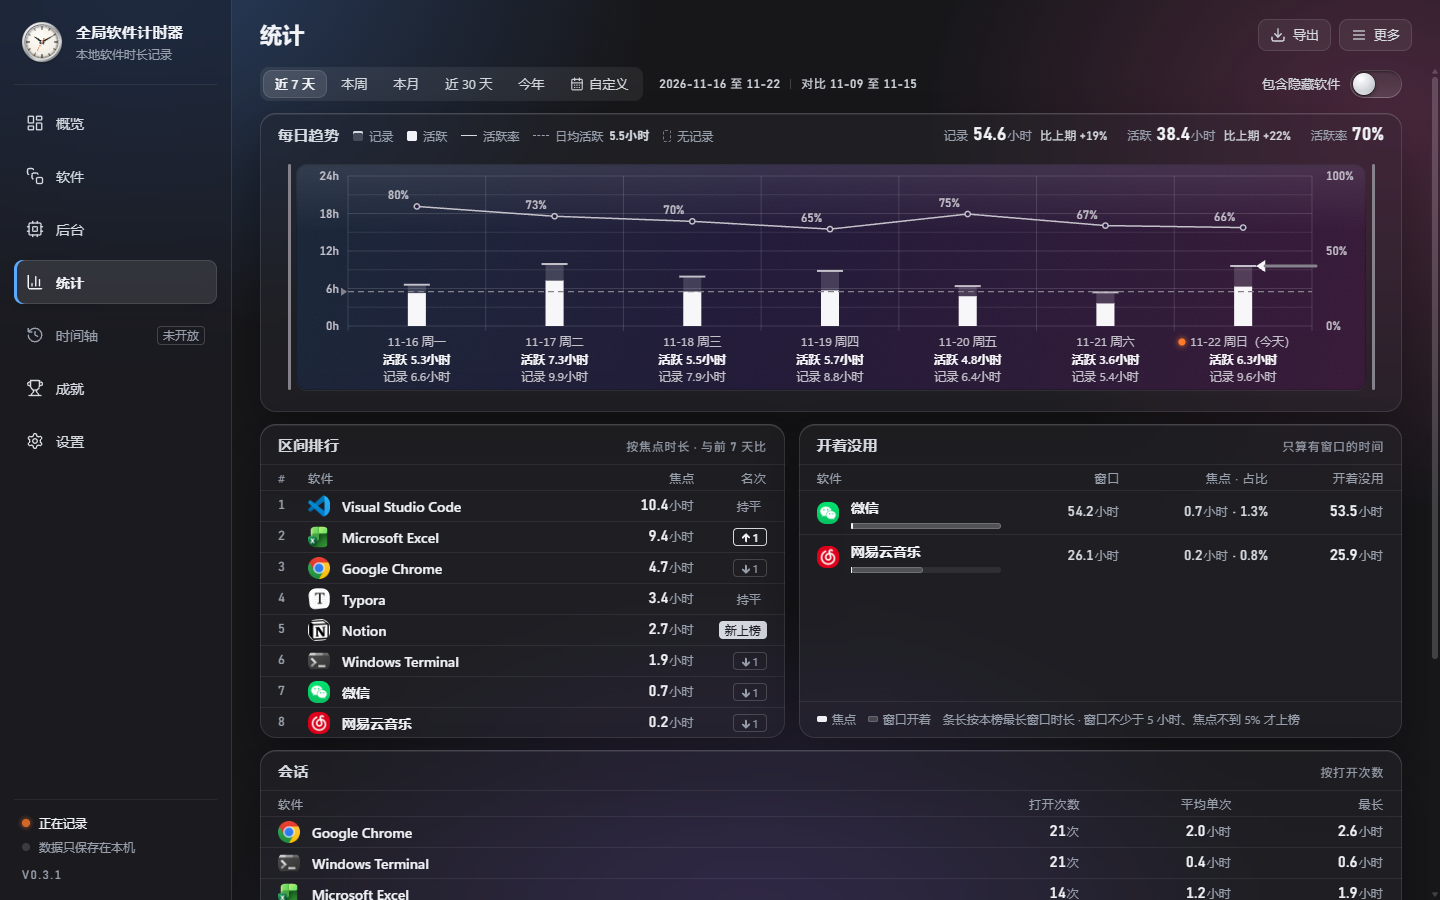 全局软件计时器
本地软件时长记录
概览
软件
后台
统计
时间轴 未开放
成就
设置
正在记录
数据只保存在本机
V0.3.1
统计
导出 更多
近 7 天 本周 本月 近 30 天 今年 自定义 2026-11-16 至 11-22 对比 11-09 至 11-15 包含隐藏软件
每日趋势 记录 活跃 活跃率 日均活跃 5.5小时 无记录 记录 54.6小时 比上期 +19% 活跃 38.4小时 比上期 +22% 活跃率 70%
24h 100%
80% 73% 70% 65% 75% 67% 66%
18h
12h 50%
6h
0h 0%
11-16 周一 11-17 周二 11-18 周三 11-19 周四 11-20 周五 11-21 周六 11-22 周日（今天）
活跃 5.3小时 活跃 7.3小时 活跃 5.5小时 活跃 5.7小时 活跃 4.8小时 活跃 3.6小时 活跃 6.3小时
记录 6.6小时 记录 9.9小时 记录 7.9小时 记录 8.8小时 记录 6.4小时 记录 5.4小时 记录 9.6小时
区间排行 按焦点时长 · 与前 7 天比
# 软件 焦点 名次
1 Visual Studio Code 10.4小时 持平
2 Microsoft Excel 9.4小时 ↑1
3 Google Chrome 4.7小时 ↓1
4 Typora 3.4小时 持平
5 Notion 2.7小时 新上榜
6 Windows Terminal 1.9小时 ↓1
7 微信 0.7小时 ↓1
8 网易云音乐 0.2小时 ↓1
开着没用 只算有窗口的时间
软件 窗口 焦点 · 占比 开着没用
微信 54.2小时 0.7小时 · 1.3% 53.5小时
网易云音乐 26.1小时 0.2小时 · 0.8% 25.9小时
焦点 窗口开着 条长按本榜最长窗口时长 · 窗口不少于 5 小时、焦点不到 5% 才上榜
会话 按打开次数
软件 打开次数 平均单次 最长
Google Chrome 21次 2.0小时 2.6小时
Windows Terminal 21次 0.4小时 0.6小时
Microsoft Excel 14次 1.2小时 1.9小时